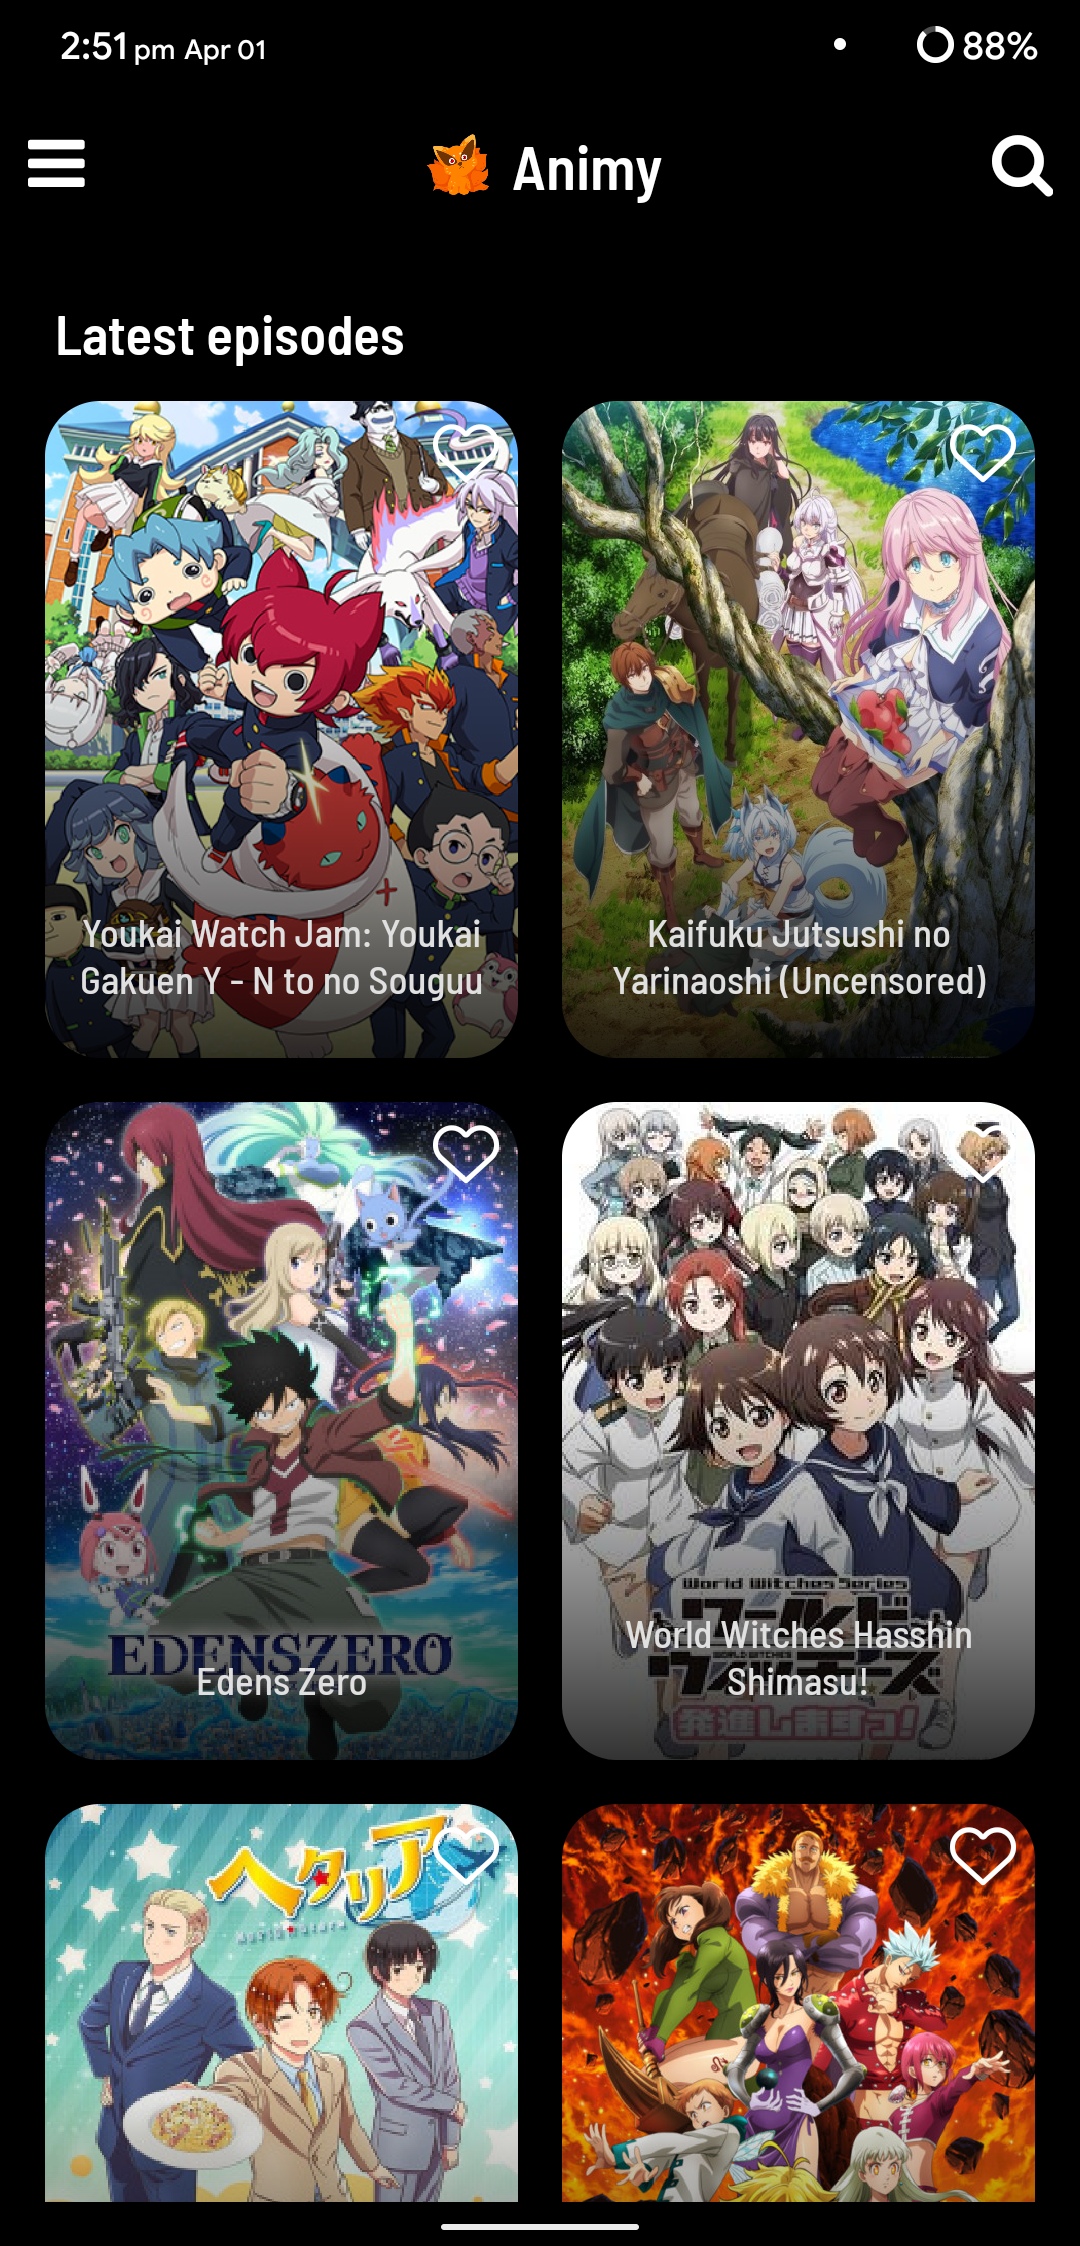 2:51 pm Apr 01
88%
Animy
Latest episodes
Youkai Watch Jam: Youkai
Gakuen Y - N to no Souguu
Kaifuku Jutsushi no
Yarinaoshi (Uncensored)
EDENSZERO
Edens Zero
World Witches Series
ワールド
WORLD WITCHES
ウィッチーズ
発進しますっ!
World Witches Hasshin
Shimasu!
ヘタリア